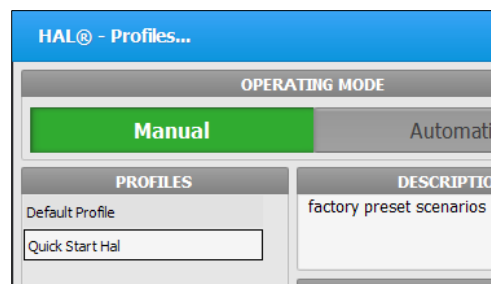 HAL® - Profiles...
OPERATING MODE
Manual
PROFILES
Default Profile
Quick Start Hal
factory preset scenarios